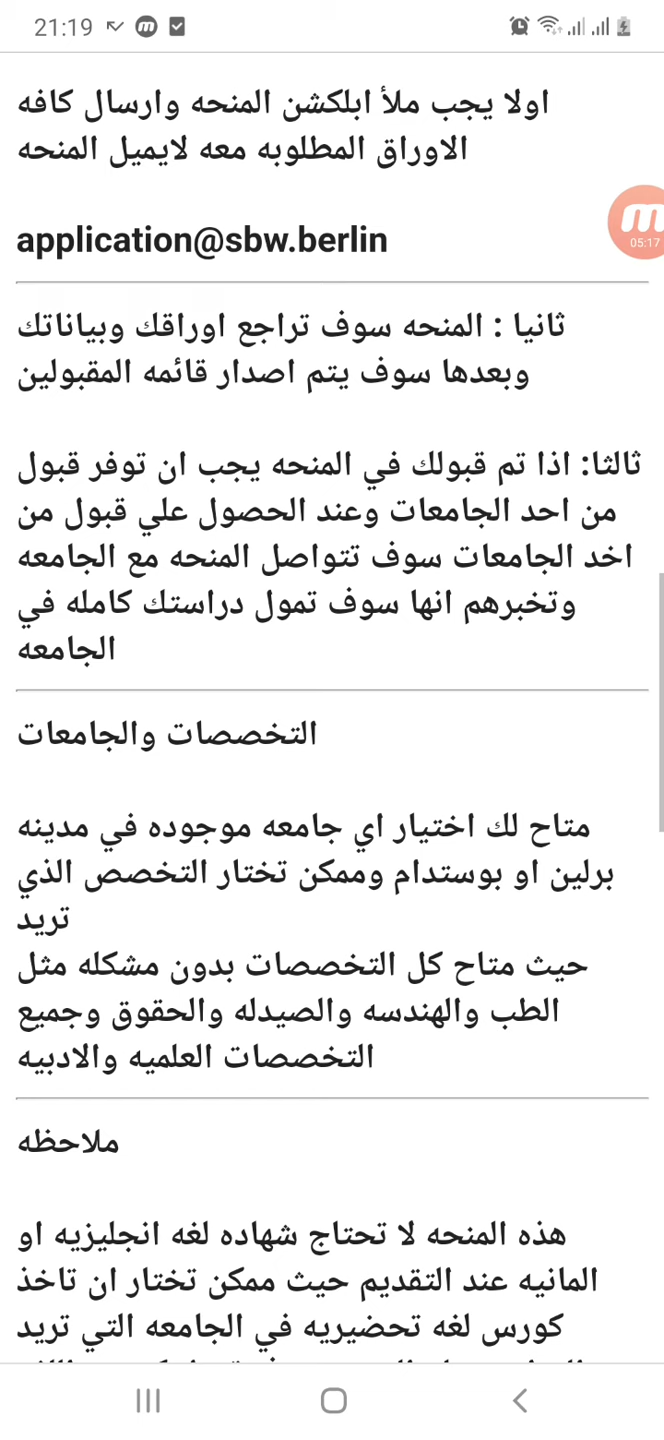 21:19
05:17
اولا يجب ملأ ابلكشن المنحه وارسال كافه
الاوراق المطلوبه معه لايميل المنحه
application@sbw.berlin
ثانيا : المنحه سوف تراجع اوراقك وبياناتك
وبعدها سوف يتم اصدار قائمه المقبولين
ثالثا: اذا تم قبولك في المنحه يجب ان توفر قبول
من احد الجامعات وعند الحصول علي قبول من
اخد الجامعات سوف تتواصل المنحه مع الجامعه
وتخبرهم انها سوف تمول دراستك كامله في
الجامعه
التخصصات والجامعات
متاح لك اختيار اي جامعه موجوده في مدينه
برلين او بوستدام وممكن تختار التخصص الذي
تريد
حيث متاح كل التخصصات بدون مشكله مثل
الطب والهندسه والصيدله والحقوق وجميع
التخصصات العلميه والادبيه
ملاحظه
هذه المنحه لا تحتاج شهاده لغه انجليزيه او
المانيه عند التقديم حيث ممكن تختار ان تاخذ
كورس لغه تحضيريه في الجامعه التي تريد